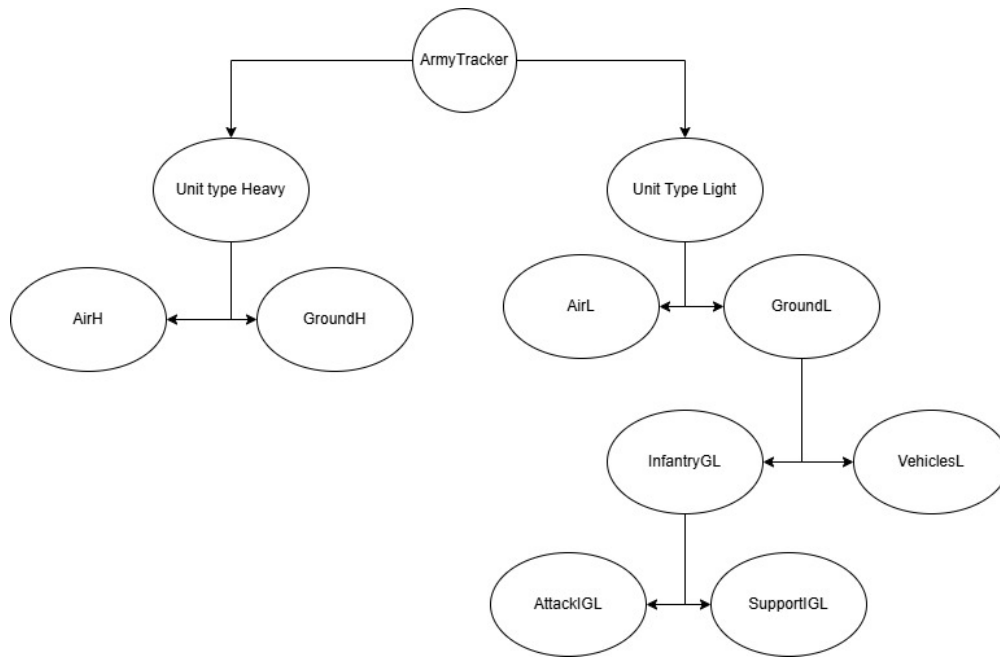 ArmyTracker
Unit type Heavy
Unit Type Light
AirH
GroundH
AirL
GroundL
InfantryGL
VehiclesL
AttackIGL
SupportIGL